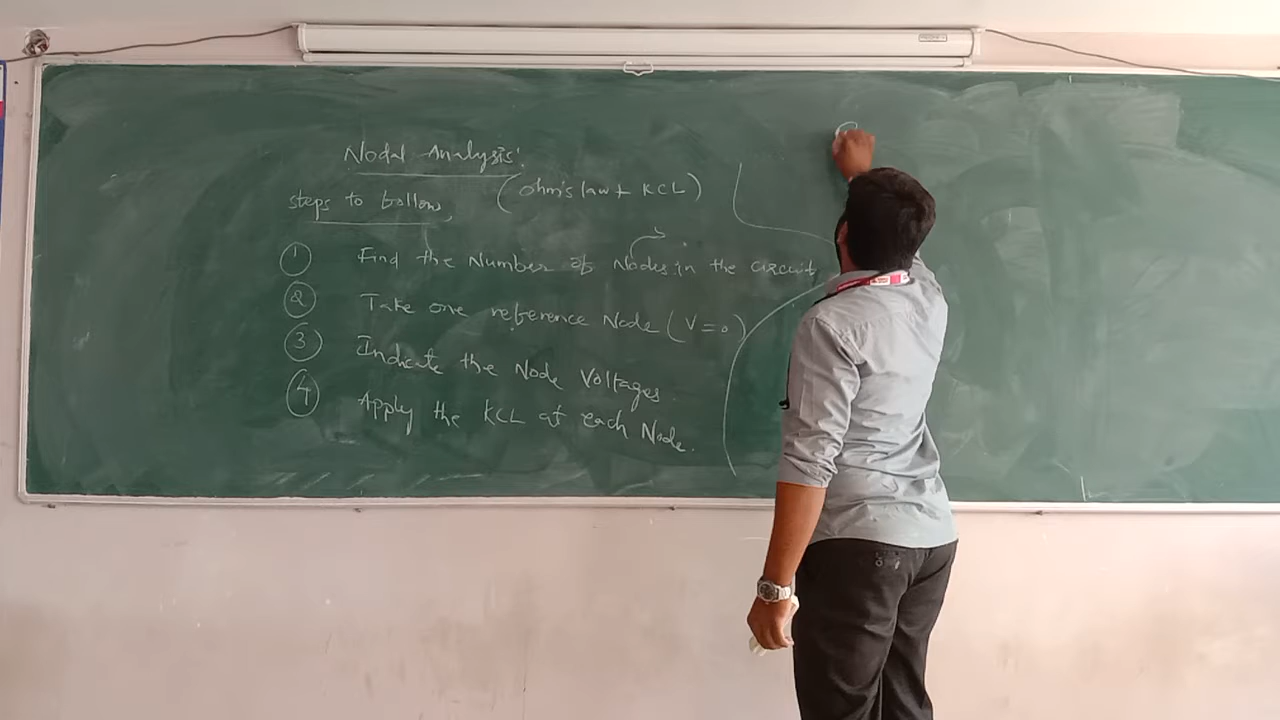 Nodal Analysis:
steps to follow, (ohm's law + KCL)
① Find the Number of Nodes in the circuit
② Take one reference Node (V=0)
③ Indicate the Node Voltages.
④ Apply the KCL at each Node.